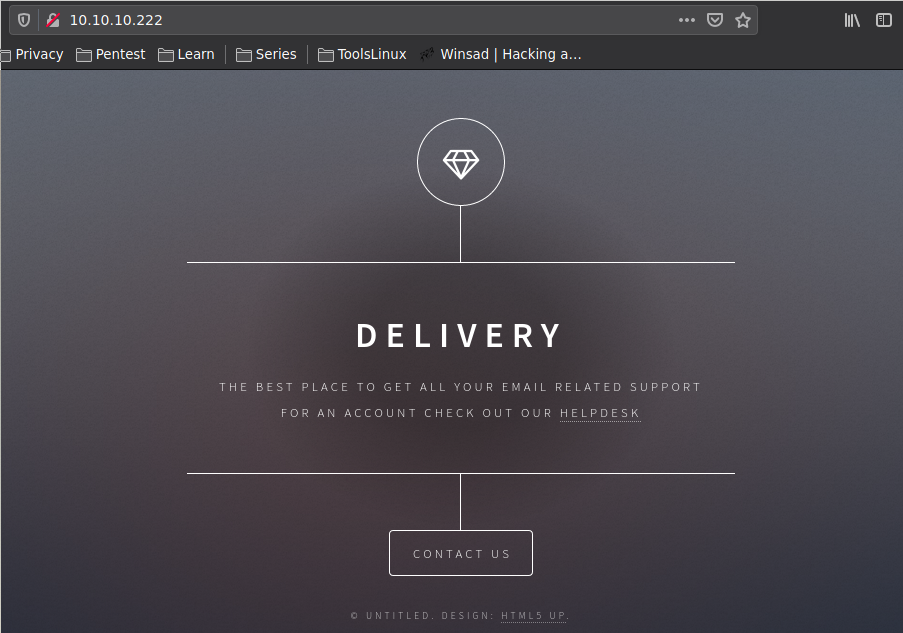 10.10.10.222
Privacy Pentest Learn Series ToolsLinux Winsad | Hacking a...
DELIVERY
THE BEST PLACE TO GET ALL YOUR EMAIL RELATED SUPPORT
FOR AN ACCOUNT CHECK OUT OUR HELPDESK
CONTACT US
© UNTITLED. DESIGN: HTML5 UP.